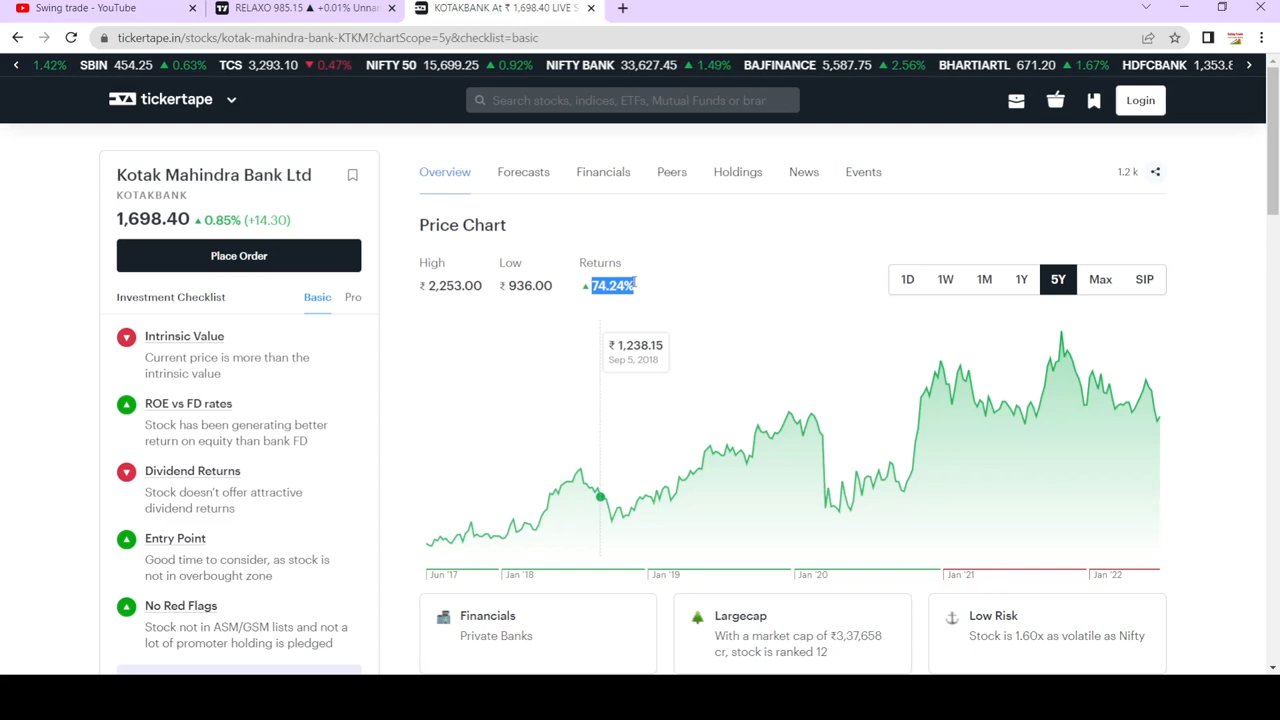 Swing trade - YouTube
RELAXO 985.15 ▲ +0.01% Unnar
KOTAKBANK At ₹ 1,698.40 LIVE S
tickertape.in/stocks/kotak-mahindra-bank-KTKM?chartScope=5y&checklist=basic
1.42% SBIN 454.25 ▲ 0.63% TCS 3,293.10 ▼ 0.47% NIFTY 50 15,699.25 ▲ 0.92% NIFTY BANK 33,627.45 ▲ 1.49% BAJFINANCE 5,587.75 ▲ 2.56% BHARTIARTL 671.20 ▲ 1.67% HDFCBANK 1,353.8
tickertape
Search stocks, indices, ETFs, Mutual Funds or brar
Login
Kotak Mahindra Bank Ltd
KOTAKBANK
1,698.40 ▲ 0.85% (+14.30)
Place Order
Investment Checklist Basic Pro
Intrinsic Value
Current price is more than the
intrinsic value
ROE vs FD rates
Stock has been generating better
return on equity than bank FD
Dividend Returns
Stock doesn't offer attractive
dividend returns
Entry Point
Good time to consider, as stock is
not in overbought zone
No Red Flags
Stock not in ASM/GSM lists and not a
lot of promoter holding is pledged
Overview Forecasts Financials Peers Holdings News Events
1.2 k
Price Chart
High Low Returns
₹ 2,253.00 ₹ 936.00 ▲ 74.24%
1D 1W 1M 1Y 5Y Max SIP
₹ 1,238.15
Sep 5, 2018
Jun '17 Jan '18 Jan '19 Jan '20 Jan '21 Jan '22
Financials
Private Banks
Largecap
With a market cap of ₹3,37,658
cr, stock is ranked 12
Low Risk
Stock is 1.60x as volatile as Nifty